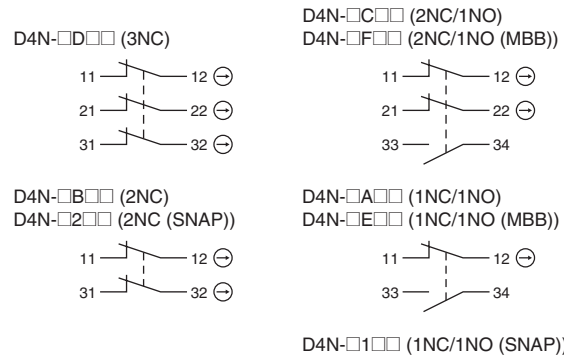 D4N-□D□□ (3NC)
11 12
21 22
31 32
D4N-□C□□ (2NC/1NO)
D4N-□F□□ (2NC/1NO (MBB))
11 12
21 22
33 34
D4N-□B□□ (2NC)
D4N-□2□□ (2NC (SNAP))
11 12
31 32
D4N-□A□□ (1NC/1NO)
D4N-□E□□ (1NC/1NO (MBB))
11 12
33 34
D4N-□1□□ (1NC/1NO (SNAP))